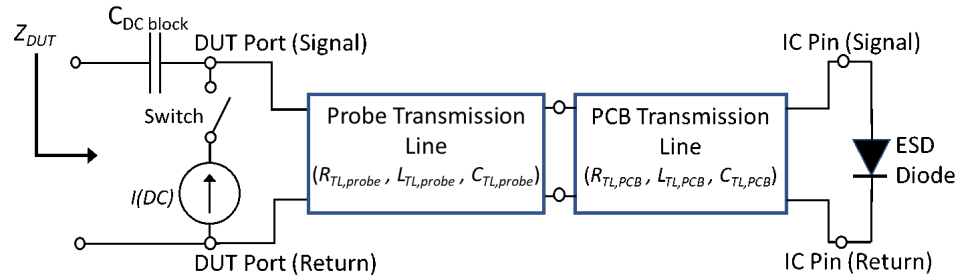 C_DC block
Z_DUT
DUT Port (Signal)
IC Pin (Signal)
Switch
Probe Transmission
Line
(R_TL,probe , L_TL,probe , C_TL,probe)
PCB Transmission
Line
(R_TL,PCB , L_TL,PCB , C_TL,PCB)
ESD
Diode
I(DC)
DUT Port (Return)
IC Pin (Return)